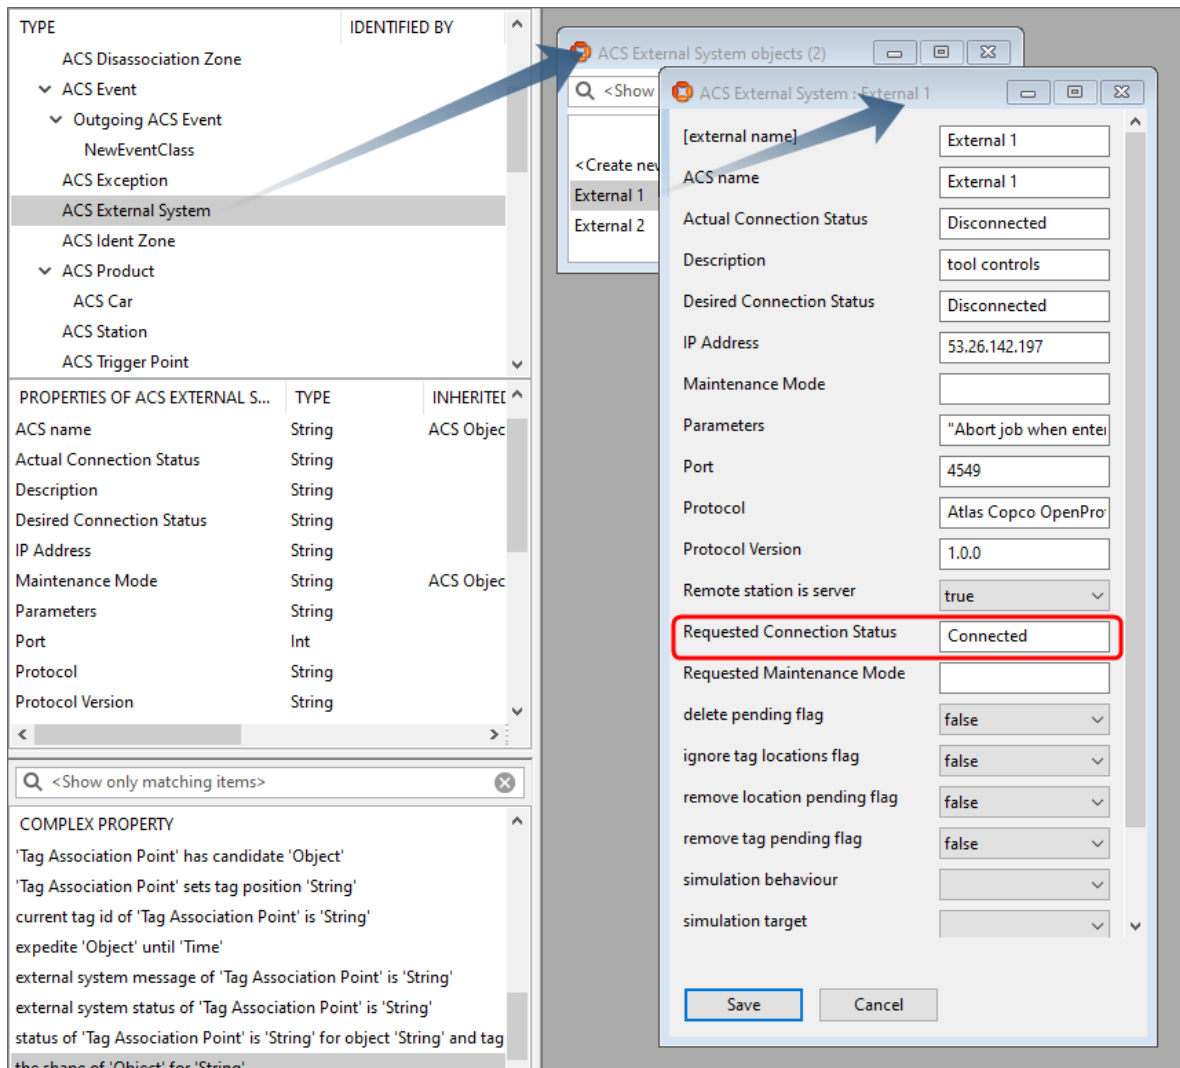 TYPE IDENTIFIED BY
ACS Disassociation Zone
ACS Event
Outgoing ACS Event
NewEventClass
ACS Exception
ACS External System
ACS Ident Zone
ACS Product
ACS Car
ACS Station
ACS Trigger Point
PROPERTIES OF ACS EXTERNAL S... TYPE INHERITED
ACS name String ACS Objec
Actual Connection Status String
Description String
Desired Connection Status String
IP Address String
Maintenance Mode String ACS Objec
Parameters String
Port Int
Protocol String
Protocol Version String
<Show only matching items>
COMPLEX PROPERTY
'Tag Association Point' has candidate 'Object'
'Tag Association Point' sets tag position 'String'
current tag id of 'Tag Association Point' is 'String'
expedite 'Object' until 'Time'
external system message of 'Tag Association Point' is 'String'
external system status of 'Tag Association Point' is 'String'
status of 'Tag Association Point' is 'String' for object 'String' and tag
the shape of 'Object' for 'String'
ACS External System objects (2)
<Show
<Create new
External 1
External 2
ACS External System : External 1
[external name] External 1
ACS name External 1
Actual Connection Status Disconnected
Description tool controls
Desired Connection Status Disconnected
IP Address 53.26.142.197
Maintenance Mode
Parameters "Abort job when enter
Port 4549
Protocol Atlas Copco OpenPro
Protocol Version 1.0.0
Remote station is server true
Requested Connection Status Connected
Requested Maintenance Mode
delete pending flag false
ignore tag locations flag false
remove location pending flag false
remove tag pending flag false
simulation behaviour
simulation target
Save Cancel